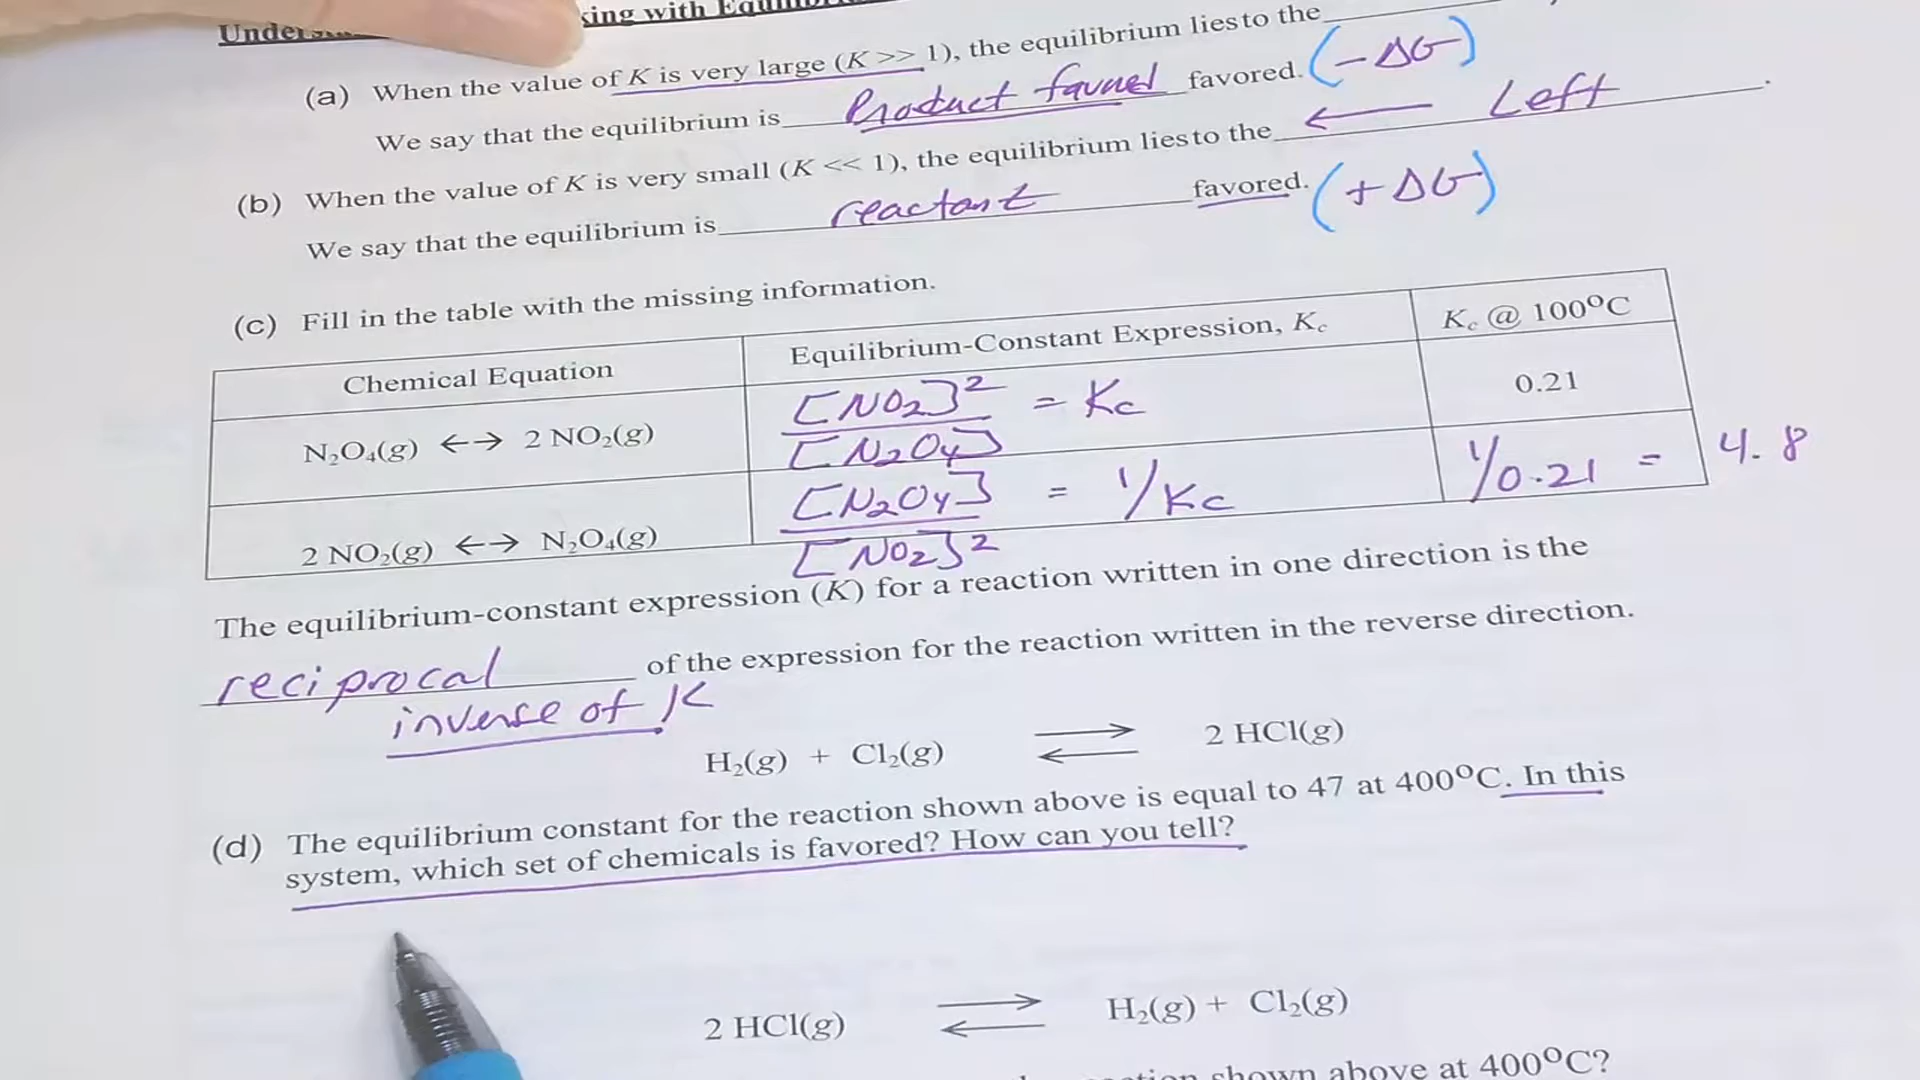 king with
(a) When the value of K is very large (K >> 1), the equilibrium lies to the
We say that the equilibrium is Product favored favored. (− ΔG)
(b) When the value of K is very small (K << 1), the equilibrium lies to the ← Left .
We say that the equilibrium is reactant favored. (+ ΔG)
(c) Fill in the table with the missing information.
Chemical Equation Equilibrium-Constant Expression, Kc Kc @ 100°C
N₂O₄(g) ←→ 2 NO₂(g) [NO₂]² / [N₂O₄] = Kc 0.21
2 NO₂(g) ←→ N₂O₄(g) [N₂O₄] / [NO₂]² = 1/Kc 1/0.21 = 4.8
The equilibrium-constant expression (K) for a reaction written in one direction is the
reciprocal of the expression for the reaction written in the reverse direction.
inverse of K
H₂(g) + Cl₂(g) ⇌ 2 HCl(g)
(d) The equilibrium constant for the reaction shown above is equal to 47 at 400°C. In this
system, which set of chemicals is favored? How can you tell?
2 HCl(g) ⇌ H₂(g) + Cl₂(g)
shown above at 400°C?